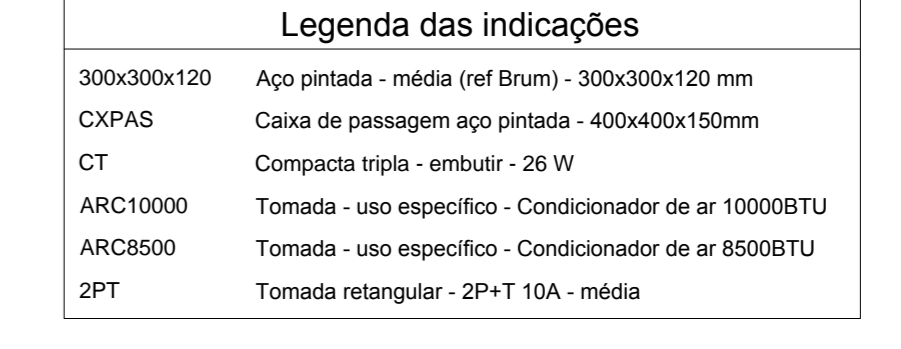 Legenda das indicações
300x300x120 Aço pintada - média (ref Brum) - 300x300x120 mm
CXPAS Caixa de passagem aço pintada - 400x400x150mm
CT Compacta tripla - embutir - 26 W
ARC10000 Tomada - uso específico - Condicionador de ar 10000BTU
ARC8500 Tomada - uso específico - Condicionador de ar 8500BTU
2PT Tomada retangular - 2P+T 10A - média